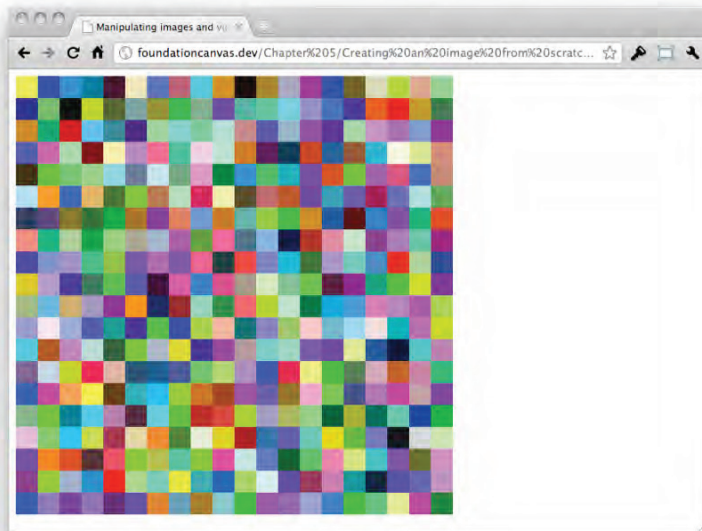 Manipulating images and vi
foundationcanvas.dev/Chapter%205/Creating%20an%20image%20from%20scratc...